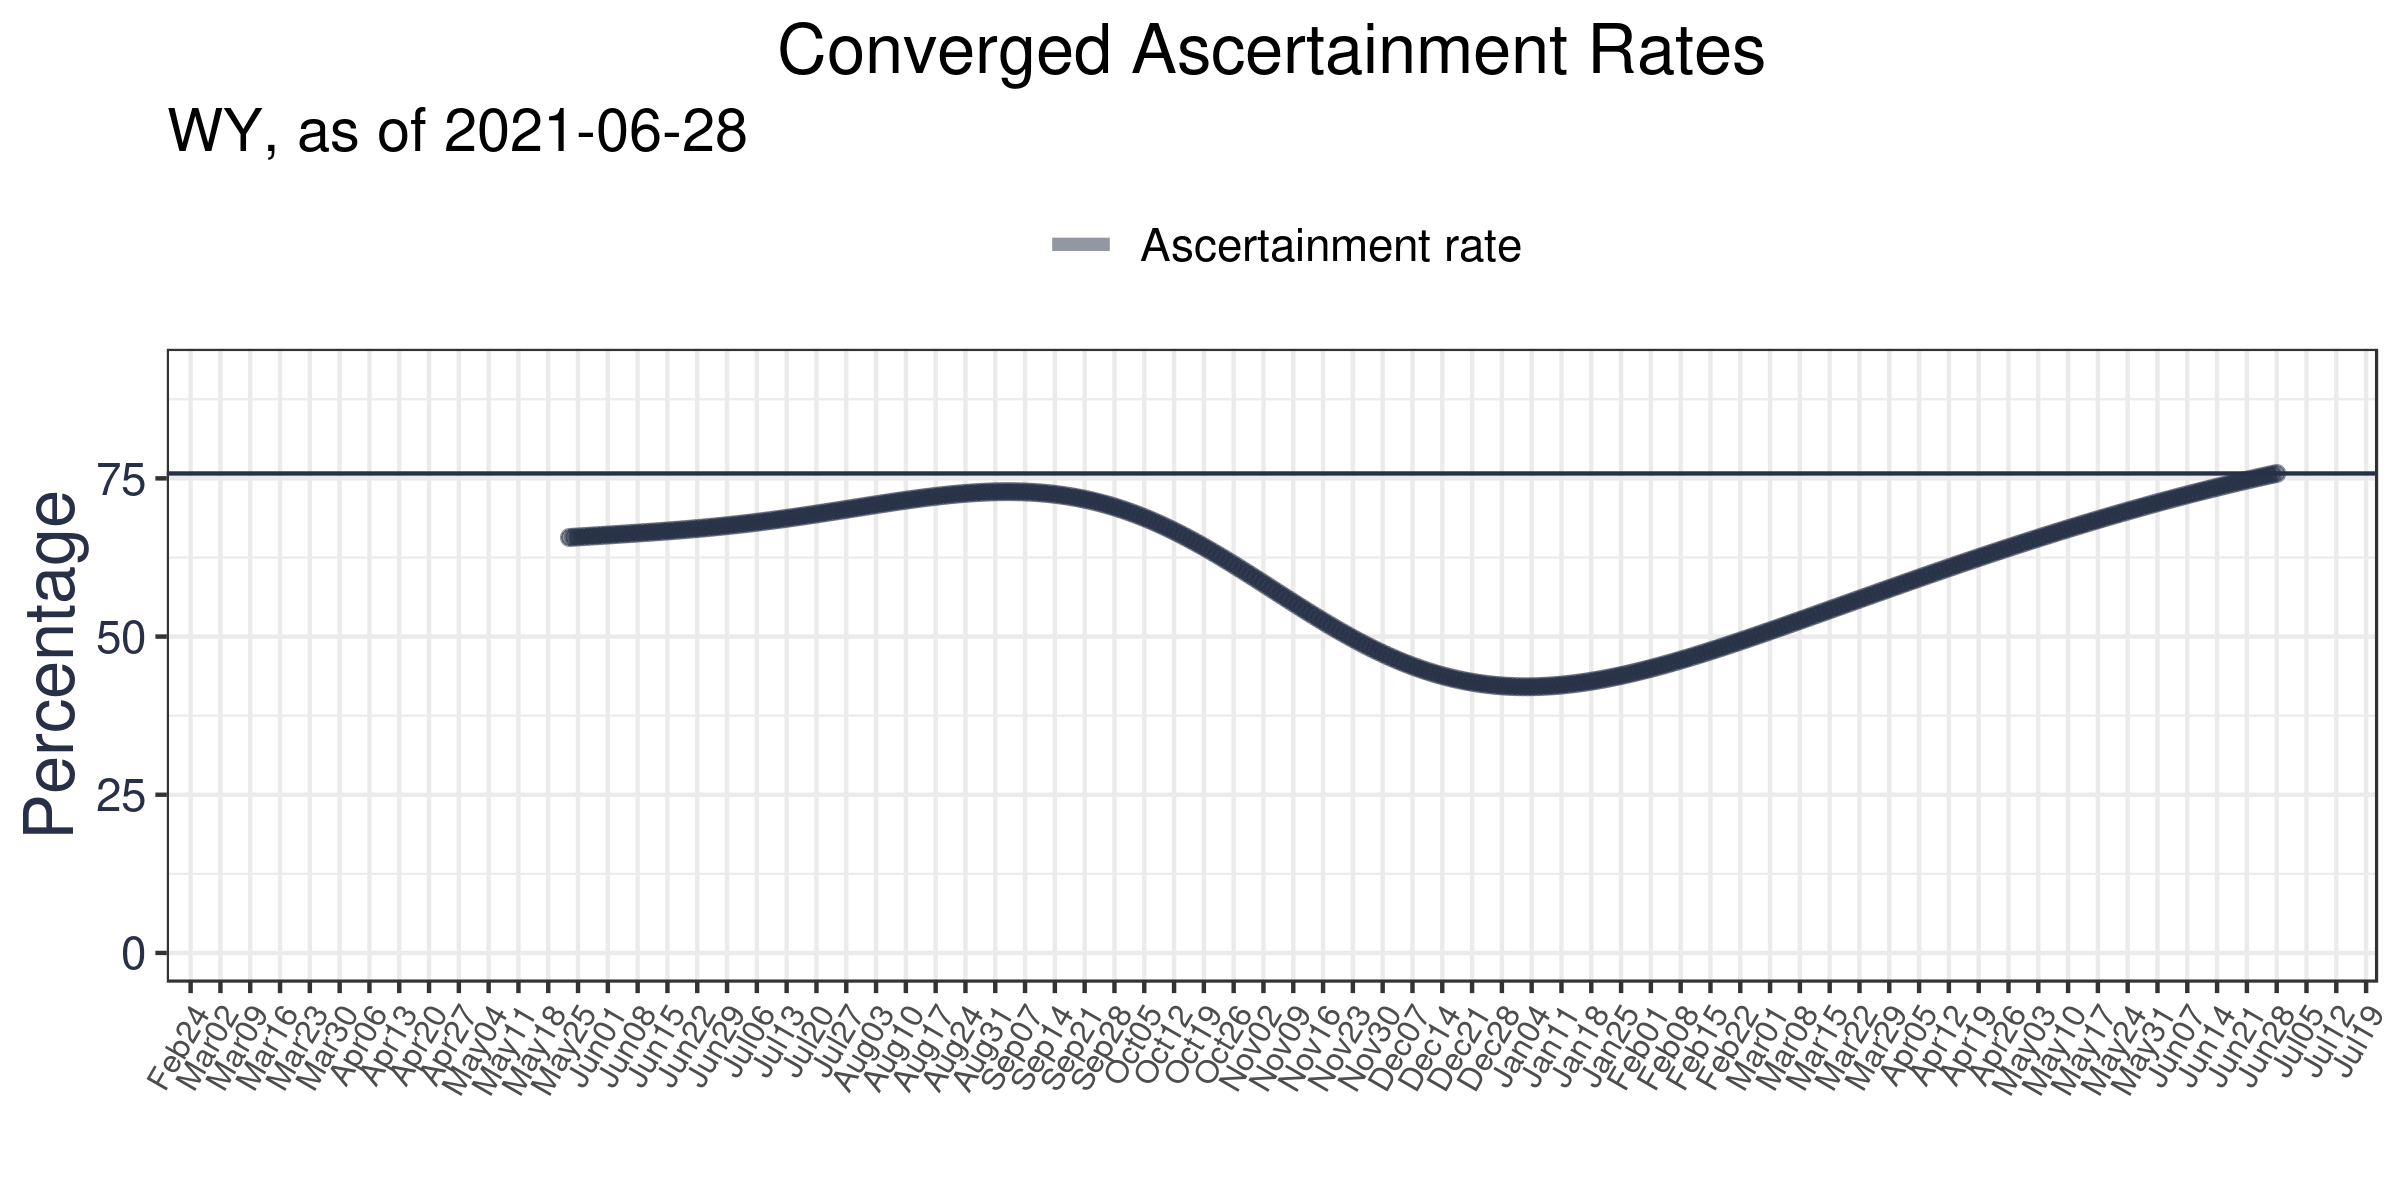 Converged Ascertainment Rates
WY, as of 2021-06-28
Ascertainment rate
Percentage
75
50
25
0
Feb24 Mar02 Mar09 Mar16 Mar23 Mar30 Apr06 Apr13 Apr20 Apr27 May04 May11 May18 May25 Jun01 Jun08 Jun15 Jun22 Jun29 Jul06 Jul13 Jul20 Jul27 Aug03 Aug10 Aug17 Aug24 Aug31 Sep07 Sep14 Sep21 Sep28 Oct05 Oct12 Oct19 Oct26 Nov02 Nov09 Nov16 Nov23 Nov30 Dec07 Dec14 Dec21 Dec28 Jan04 Jan11 Jan18 Jan25 Feb01 Feb08 Feb15 Feb22 Mar01 Mar08 Mar15 Mar22 Mar29 Apr05 Apr12 Apr19 Apr26 May03 May10 May17 May24 May31 Jun07 Jun14 Jun21 Jun28 Jul05 Jul12 Jul19